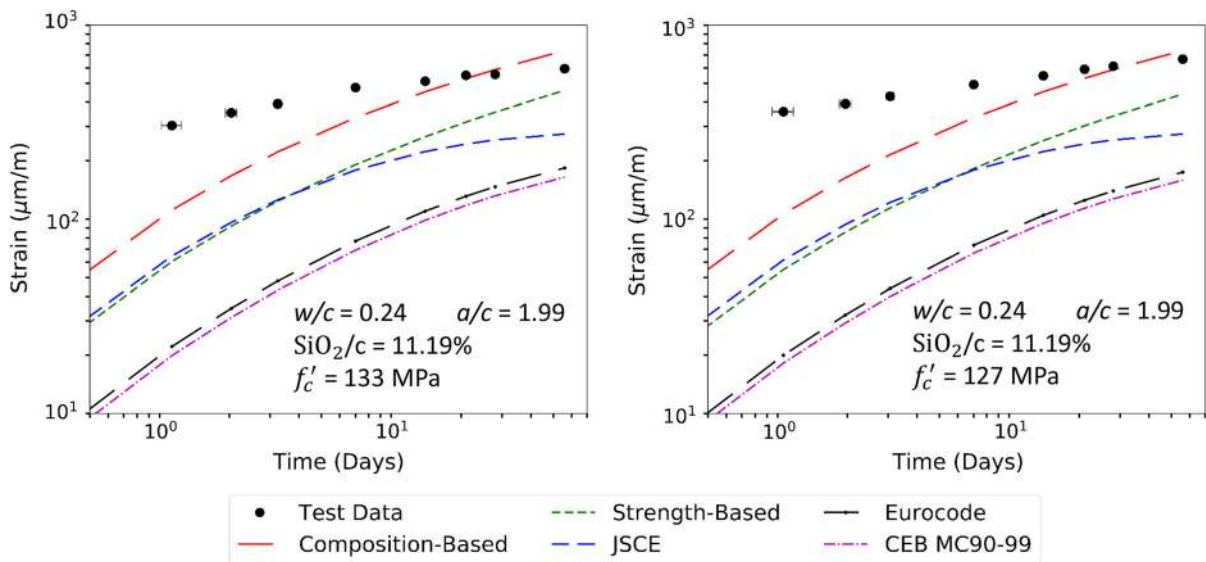 10³
10²
10¹
Strain (μm/m)
w/c = 0.24 a/c = 1.99
SiO₂/c = 11.19%
f′c = 133 MPa
10⁰ 10¹
Time (Days)
10³
10²
10¹
Strain (μm/m)
w/c = 0.24 a/c = 1.99
SiO₂/c = 11.19%
f′c = 127 MPa
10⁰ 10¹
Time (Days)
Test Data Strength-Based Eurocode
Composition-Based JSCE CEB MC90-99